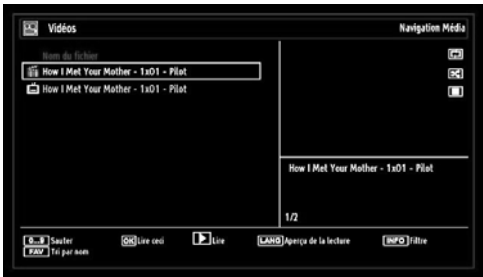 Vidéos
Navigation Média
Nom du fichier
How I Met Your Mother - 1x01 - Pilot
How I Met Your Mother - 1x01 - Pilot
How I Met Your Mother - 1x01 - Pilot
1/2
0...9 Sauter OK Lire ceci Lire LANG Aperçu de la lecture INFO Filtre
FAV Tri par nom